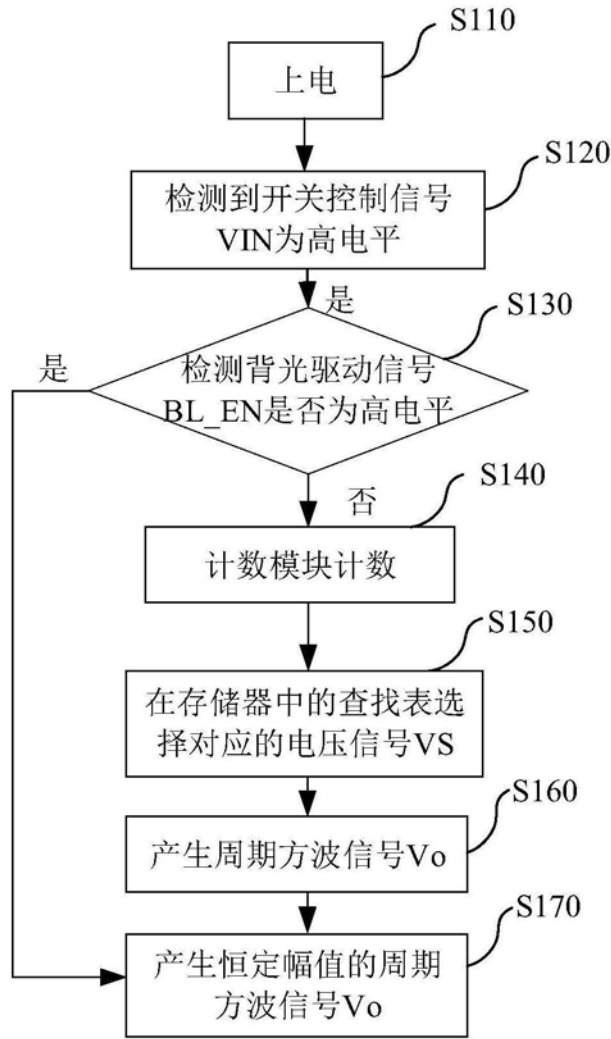 S110
上电
S120
检测到开关控制信号
VIN为高电平
是
S130
是
检测背光驱动信号
BL_EN是否为高电平
S140
否
计数模块计数
S150
在存储器中的查找表选
择对应的电压信号VS
S160
产生周期方波信号Vo
S170
产生恒定幅值的周期
方波信号Vo